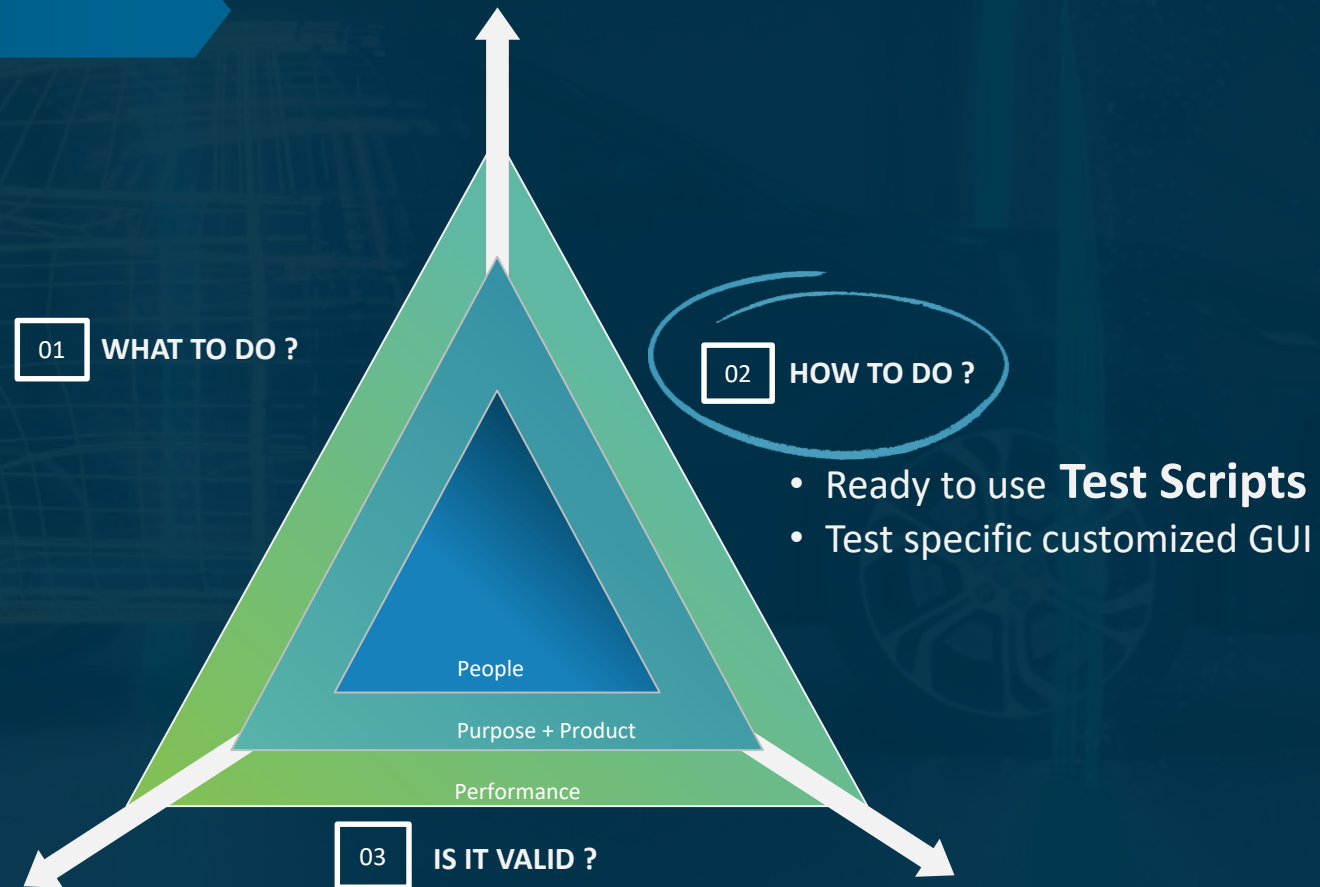 01 WHAT TO DO ?
02 HOW TO DO ?
• Ready to use Test Scripts
• Test specific customized GUI
People
Purpose + Product
Performance
03 IS IT VALID ?